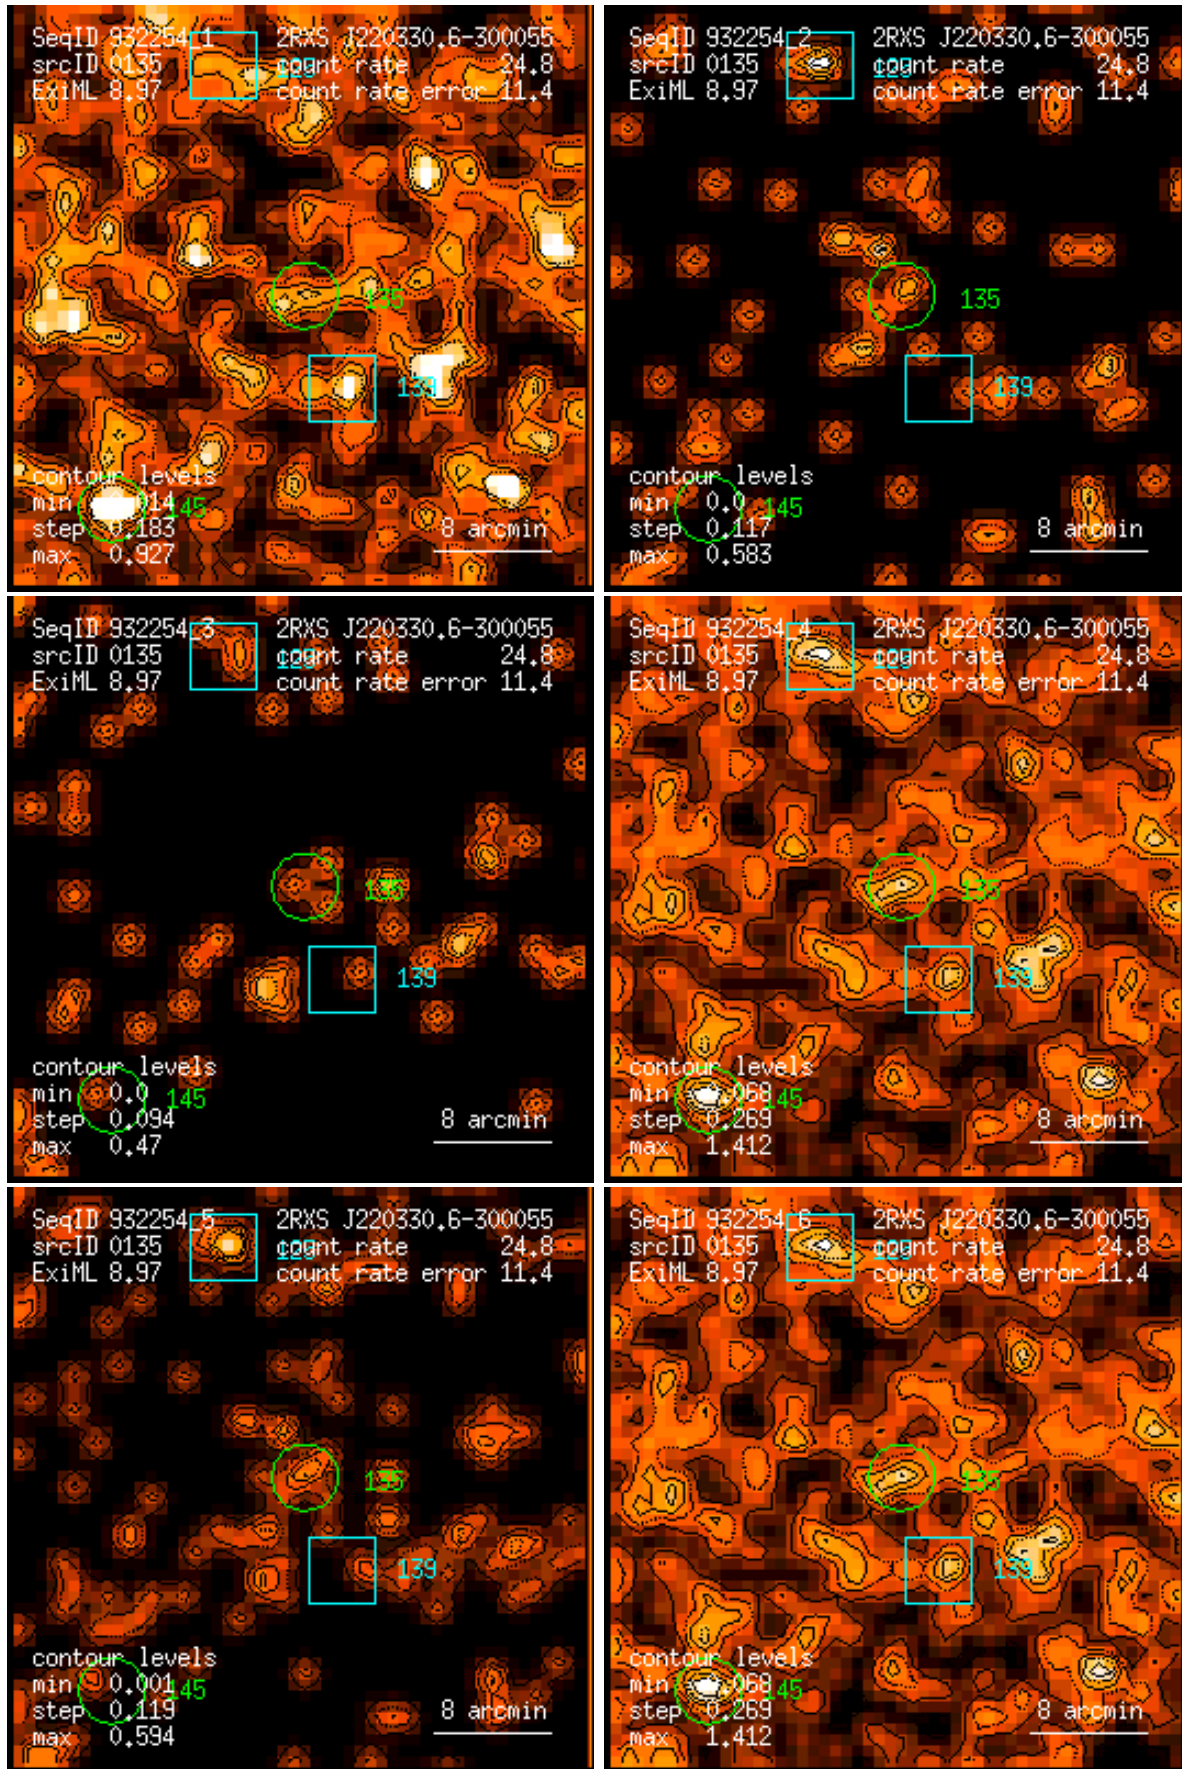 SeqID 932254_1 2RXS J220330.6-300055
srcID 0135 count rate 24.8
ExiML 8.97 count rate error 11.4
135
139
contour levels
min
145
step 0.183 8 arcmin
max 0.927
SeqID 932254_2 2RXS J220330.6-300055
srcID 0135 count rate 24.8
ExiML 8.97 count rate error 11.4
135
139
contour levels
min 0.0 145
step 0.117 8 arcmin
max 0.583
SeqID 932254_3 2RXS J220330.6-300055
srcID 0135 count rate 24.8
ExiML 8.97 count rate error 11.4
135
139
contour levels
min 0.0 145
step 0.094 8 arcmin
max 0.47
SeqID 932254_4 2RXS J220330.6-300055
srcID 0135 count rate 24.8
ExiML 8.97 count rate error 11.4
135
139
contour levels
min 0.068 145
step 0.269 8 arcmin
max 1.412
SeqID 932254_5 2RXS J220330.6-300055
srcID 0135 count rate 24.8
ExiML 8.97 count rate error 11.4
135
139
contour levels
min 0.001 145
step 0.119 8 arcmin
max 0.594
SeqID 932254_6 2RXS J220330.6-300055
srcID 0135 count rate 24.8
ExiML 8.97 count rate error 11.4
135
139
contour levels
min 0.068 145
step 0.269 8 arcmin
max 1.412